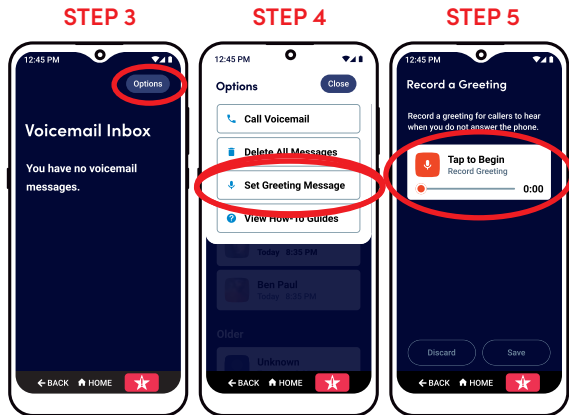 STEP 3
12:45 PM
Options
Voicemail Inbox
You have no voicemail
messages.
BACK
HOME
STEP 4
12:45 PM
Options
Close
Call Voicemail
Delete All Messages
Set Greeting Message
View How-To Guides
Today 8:35 PM
Ben Paul
Today 8:35 PM
Older
Unknown
BACK
HOME
STEP 5
12:45 PM
Record a Greeting
Record a greeting for callers to hear
when you do not answer the phone.
Tap to Begin
Record Greeting
0:00
Discard
Save
BACK
HOME